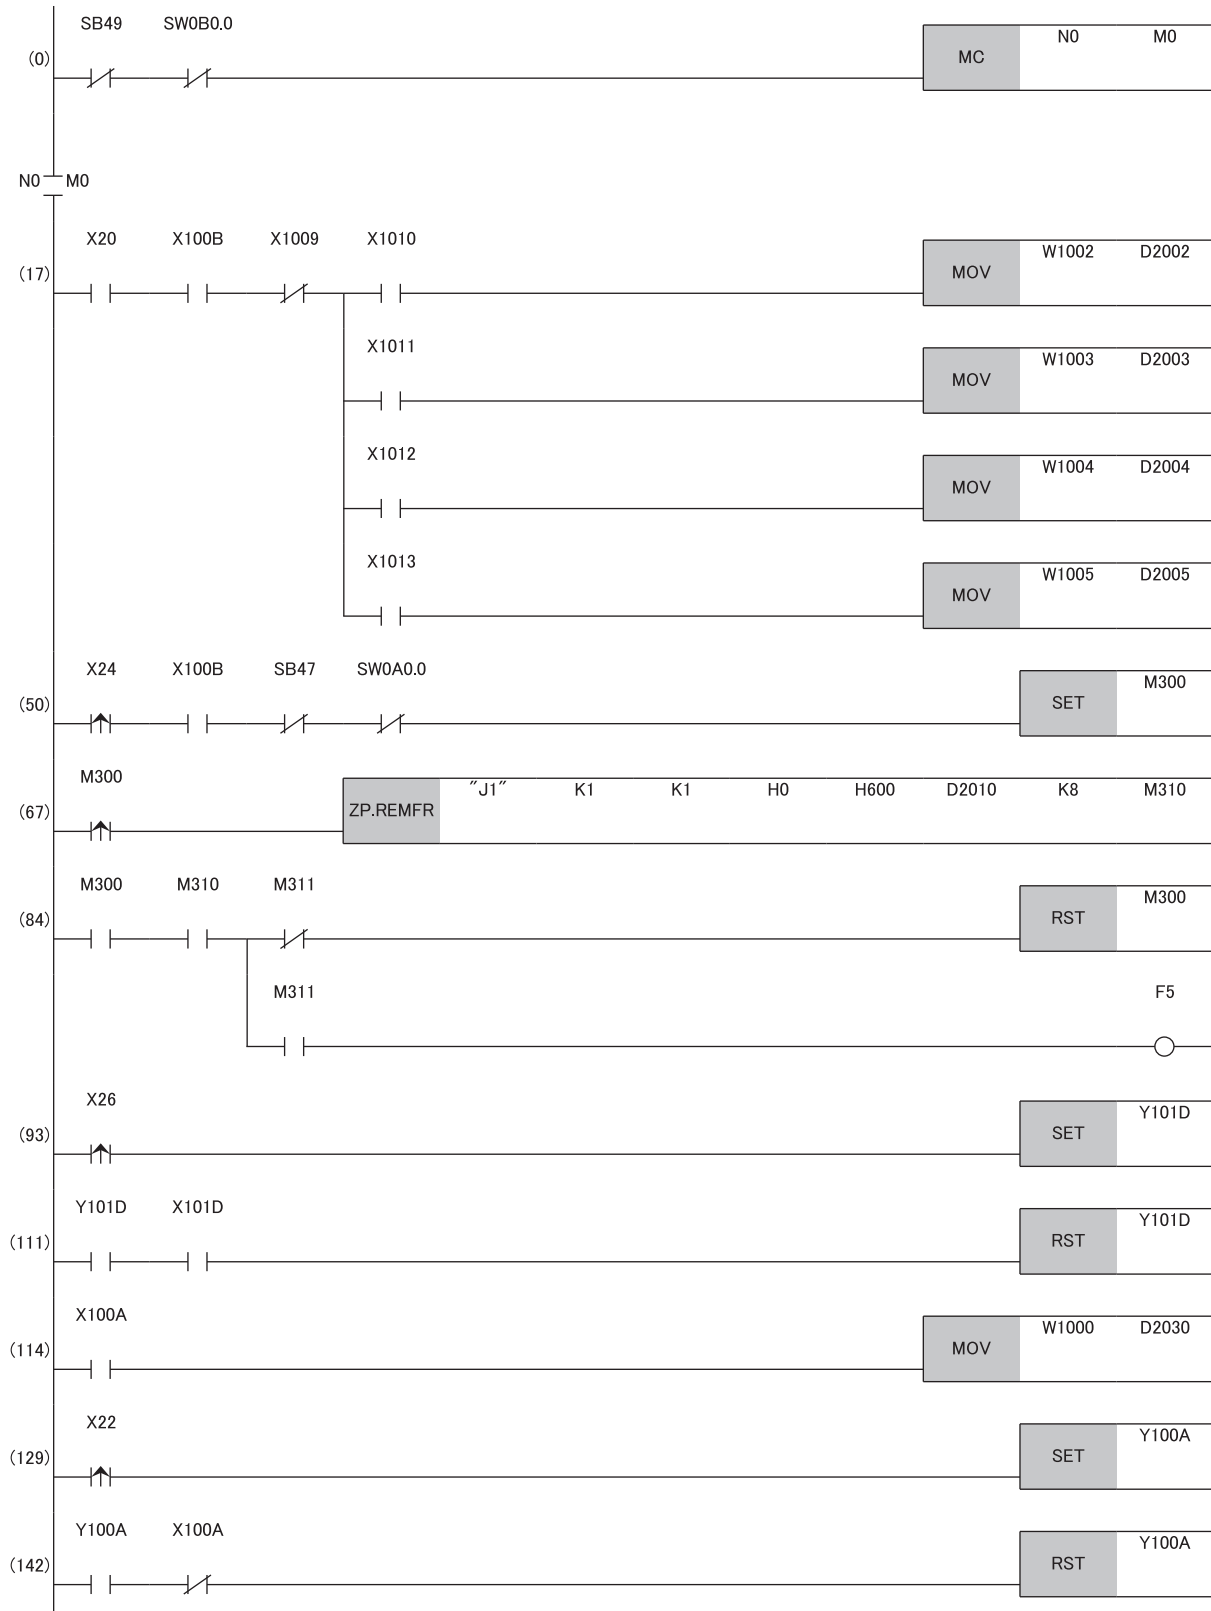 SB49 SW0B0.0
(0) MC N0 M0
N0 M0
X20 X100B X1009 X1010
(17) MOV W1002 D2002
X1011
MOV W1003 D2003
X1012
MOV W1004 D2004
X1013
MOV W1005 D2005
X24 X100B SB47 SW0A0.0
(50) SET M300
M300
(67) ZP.REMFR "J1" K1 K1 H0 H600 D2010 K8 M310
M300 M310 M311
(84) RST M300
M311 F5
X26
(93) SET Y101D
Y101D X101D
(111) RST Y101D
X100A
(114) MOV W1000 D2030
X22
(129) SET Y100A
Y100A X100A
(142) RST Y100A